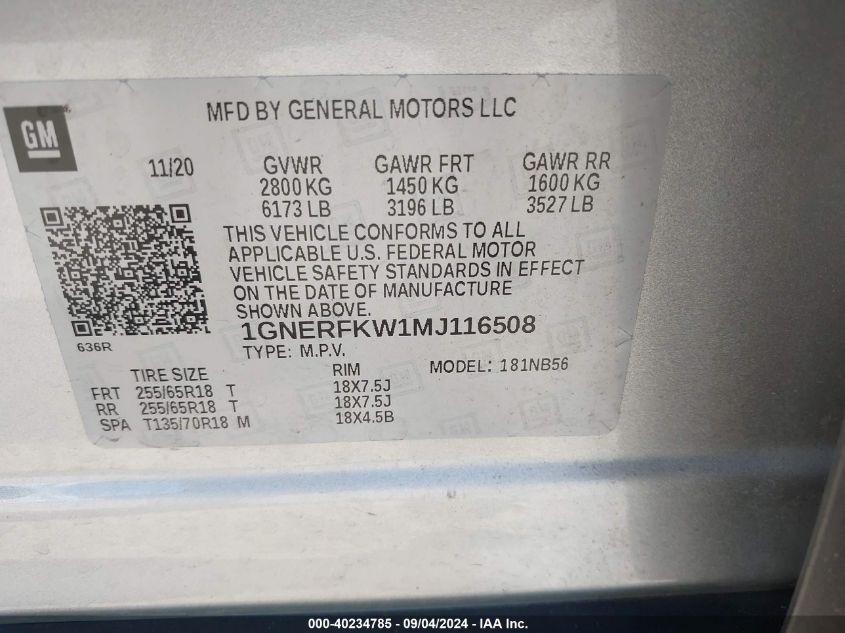 GM
MFD BY GENERAL MOTORS LLC
11/20 GVWR GAWR FRT GAWR RR
2800 KG 1450 KG 1600 KG
6173 LB 3196 LB 3527 LB
THIS VEHICLE CONFORMS TO ALL
APPLICABLE U.S. FEDERAL MOTOR
VEHICLE SAFETY STANDARDS IN EFFECT
ON THE DATE OF MANUFACTURE
SHOWN ABOVE.
1GNERFKW1MJ116508
636R
TYPE: M.P.V. MODEL: 181NB56
TIRE SIZE RIM
FRT 255/65R18 T 18X7.5J
RR 255/65R18 T 18X7.5J
SPA T135/70R18 M 18X4.5B
000-40234785 - 09/04/2024 - IAA Inc.